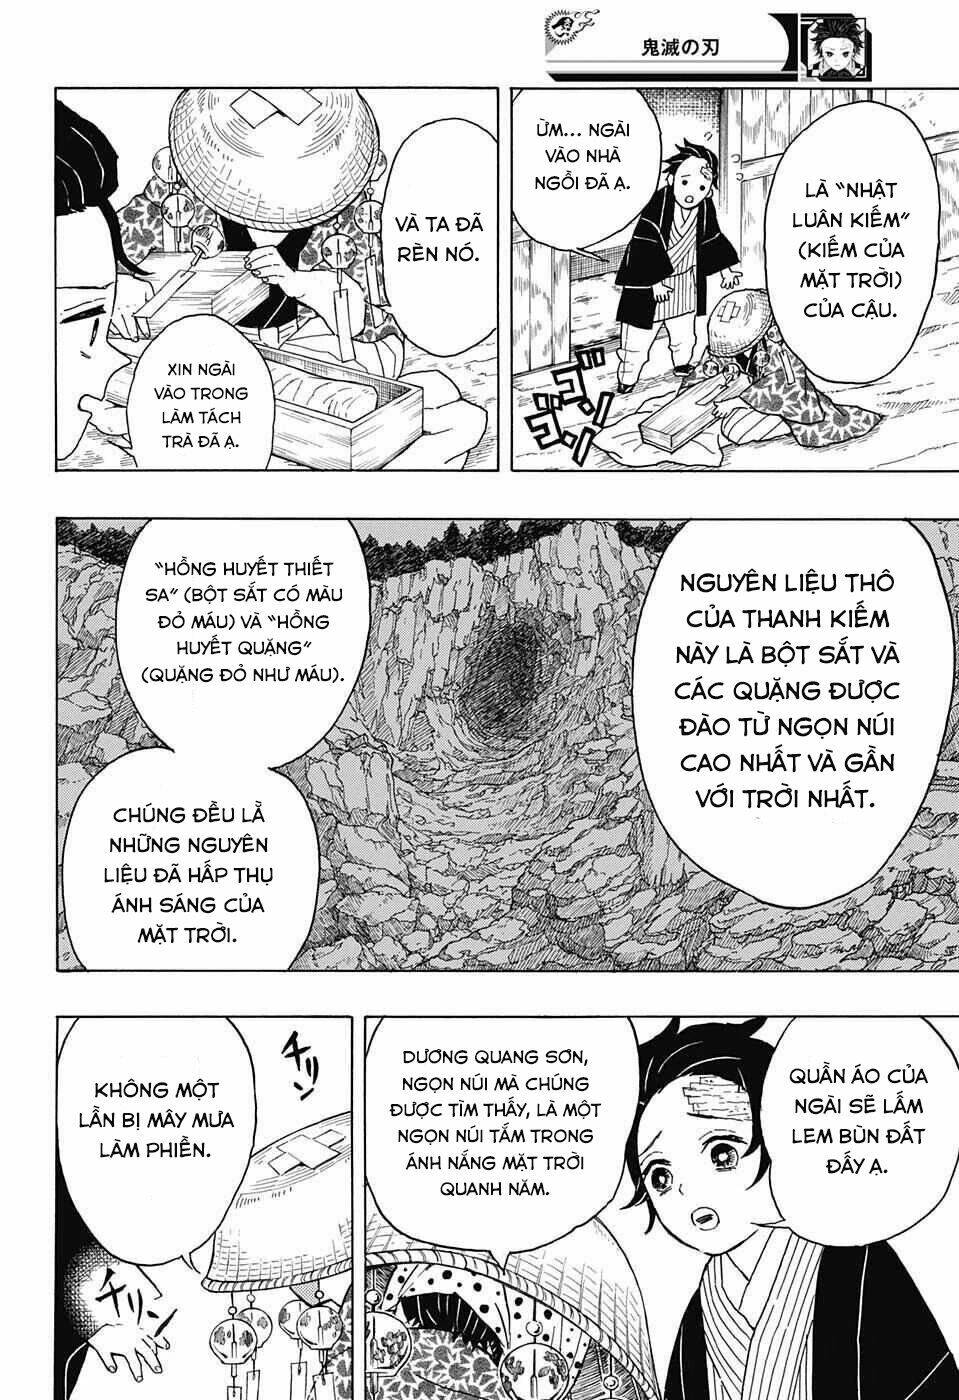 鬼滅の刃
LÀ "NHẬT
LUÂN KIẾM"
(KIẾM CỦA
MẶT TRỜI)
CỦA CẬU.
ỪM... NGÀI
VÀO NHÀ
NGỒI ĐÃ Ạ.
ゴソ
ゴソ
VÀ TA ĐÃ
RÈN NÓ.
XIN NGÀI
VÀO TRONG
LÀM TÁCH
TRÀ ĐÃ Ạ.
NGUYÊN LIỆU THÔ
CỦA THANH KIẾM
NÀY LÀ BỘT SẮT VÀ
CÁC QUẶNG ĐƯỢC
ĐÀO TỪ NGỌN NÚI
CAO NHẤT VÀ GẦN
VỚI TRỜI NHẤT.
"HỒNG HUYẾT THIẾT
SA" (BỘT SẮT CÓ MÀU
ĐỎ MÁU) VÀ "HỒNG
HUYẾT QUẶNG"
(QUẶNG ĐỎ NHƯ MÁU).
CHÚNG ĐỀU LẰ
NHỮNG NGUYÊN
LIỆU ĐÃ HẤP THỤ
ÁNH SÁNG CỦA
MẶT TRỜI.
QUẦN ÁO CỦA
NGÀI SẼ LẤM
LEM BÙN ĐẤT
ĐẤY Ạ.
DƯƠNG QUANG SƠN,
NGỌN NÚI MÀ CHÚNG
ĐƯỢC TÌM THẤY, LÀ MỘT
NGỌN NÚI TẮM TRONG
ÁNH NẮNG MẶT TRỜI
QUANH NĂM.
チリン
KHÔNG MỘT
LẦN BỊ MÂY MƯA
LÀM PHIỀN.
チリン